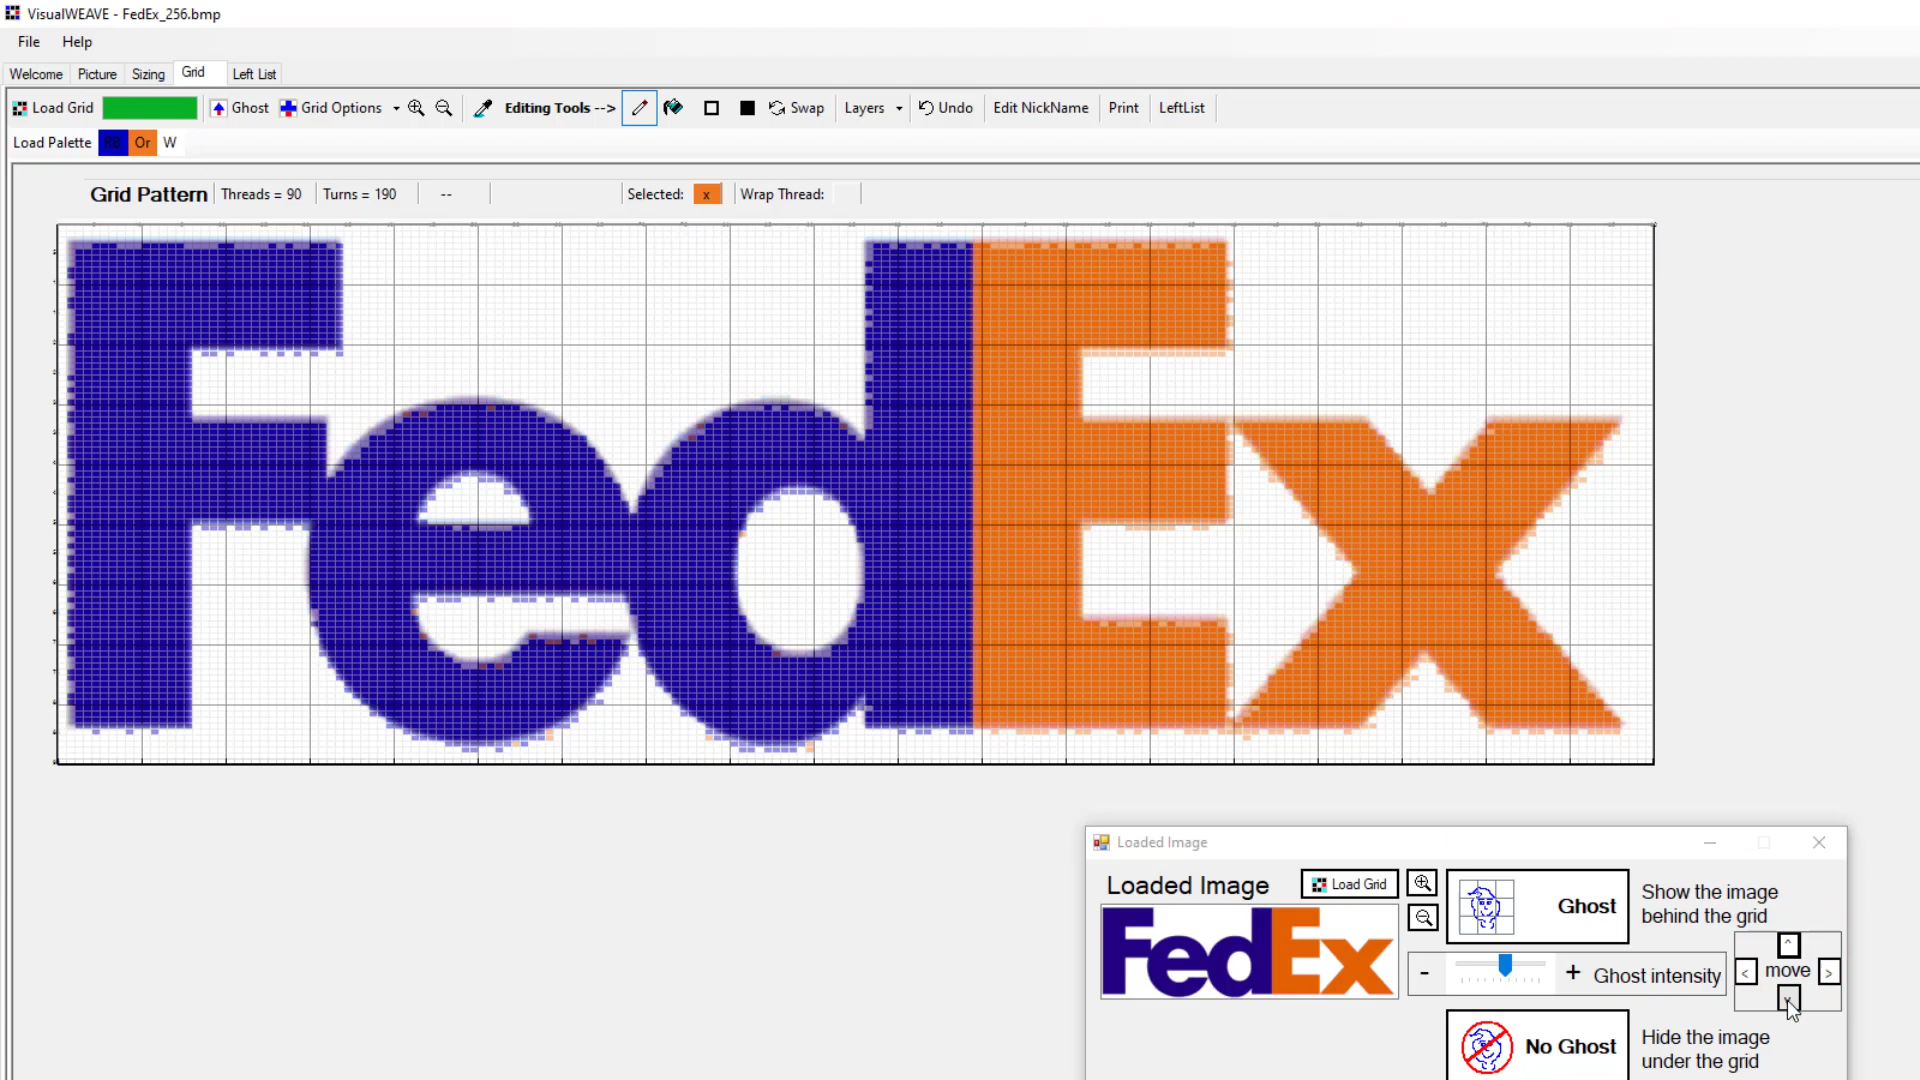 VisualWEAVE - FedEx_256.bmp
File Help
Welcome Picture Sizing Grid Left List
Load Grid Ghost Grid Options Editing Tools --> Swap Layers Undo Edit NickName Print LeftList
Load Palette Or W
Grid Pattern Threads = 90 Turns = 190 -- Selected: x Wrap Thread:
FedEx
Loaded Image
Loaded Image Load Grid Ghost Show the image
behind the grid
FedEx
- + Ghost intensity < move >
No Ghost Hide the image
under the grid